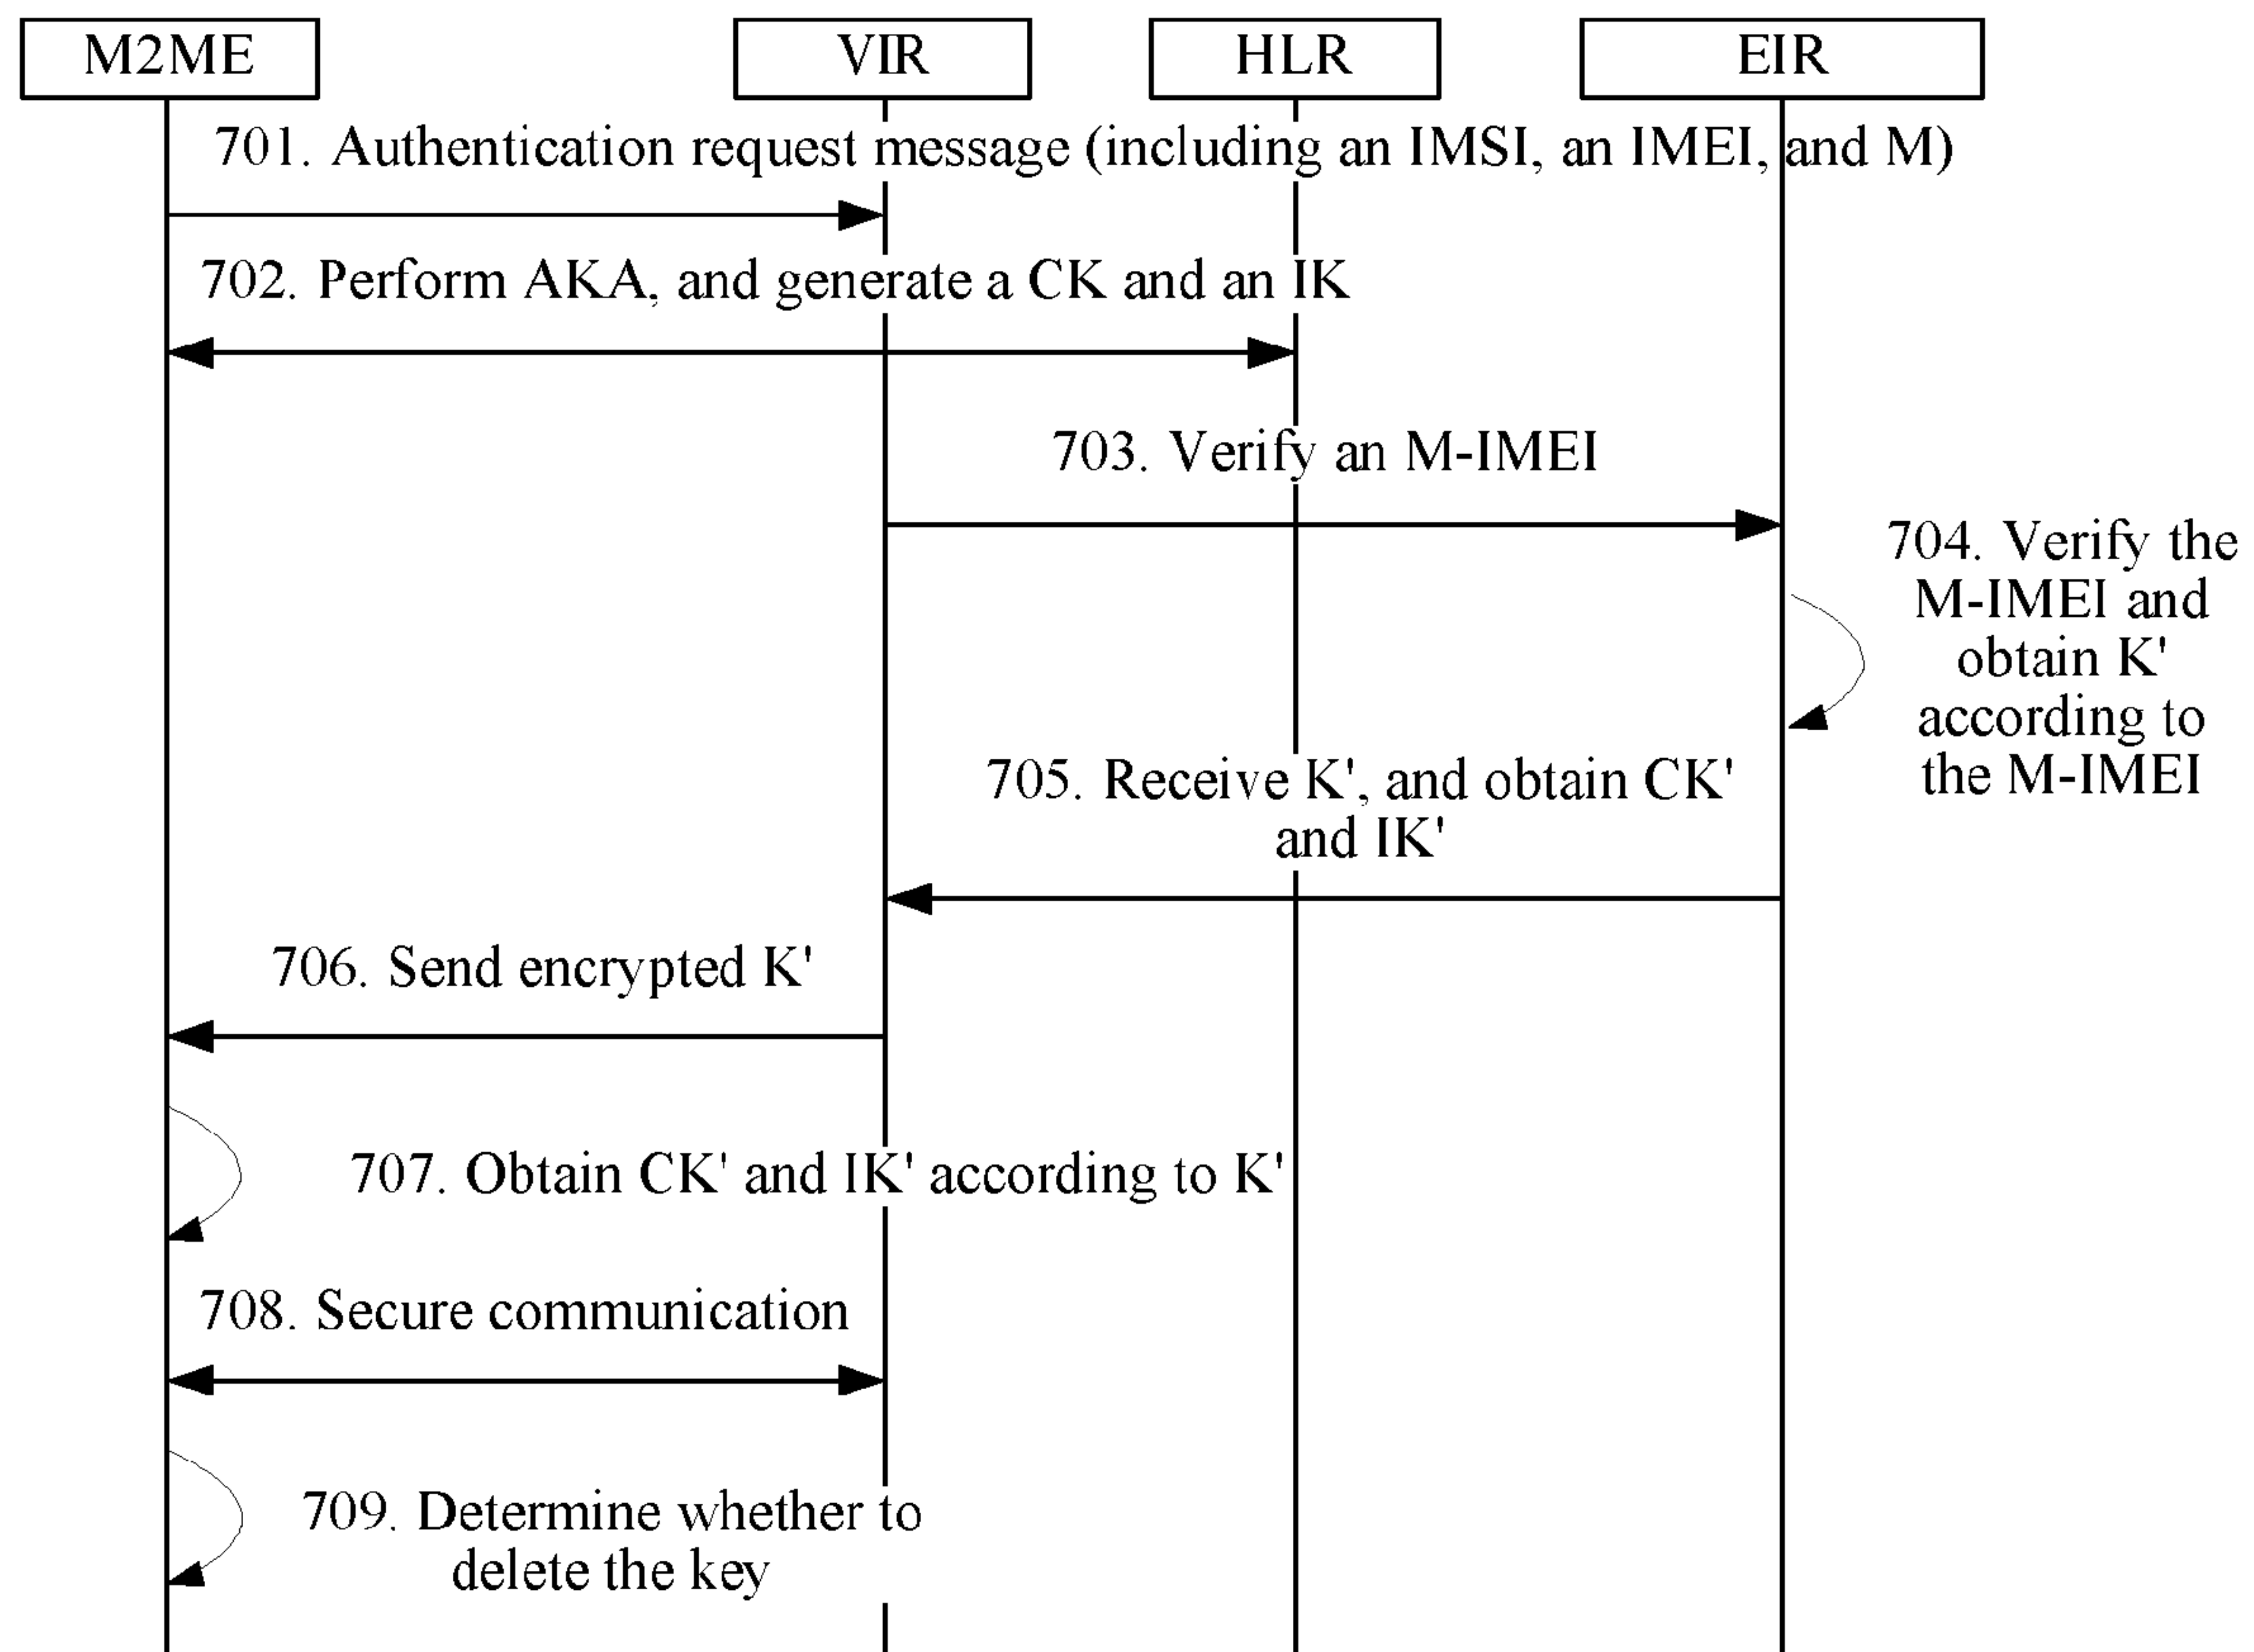 M2ME
VIR
HLR
EIR
701. Authentication request message (including an IMSI, an IMEI, and M)
702. Perform AKA, and generate a CK and an IK
703. Verify an M-IMEI
704. Verify the
M-IMEI and
obtain K'
according to
the M-IMEI
705. Receive K', and obtain CK'
and IK'
706. Send encrypted K'
707. Obtain CK' and IK' according to K'
708. Secure communication
709. Determine whether to
delete the key